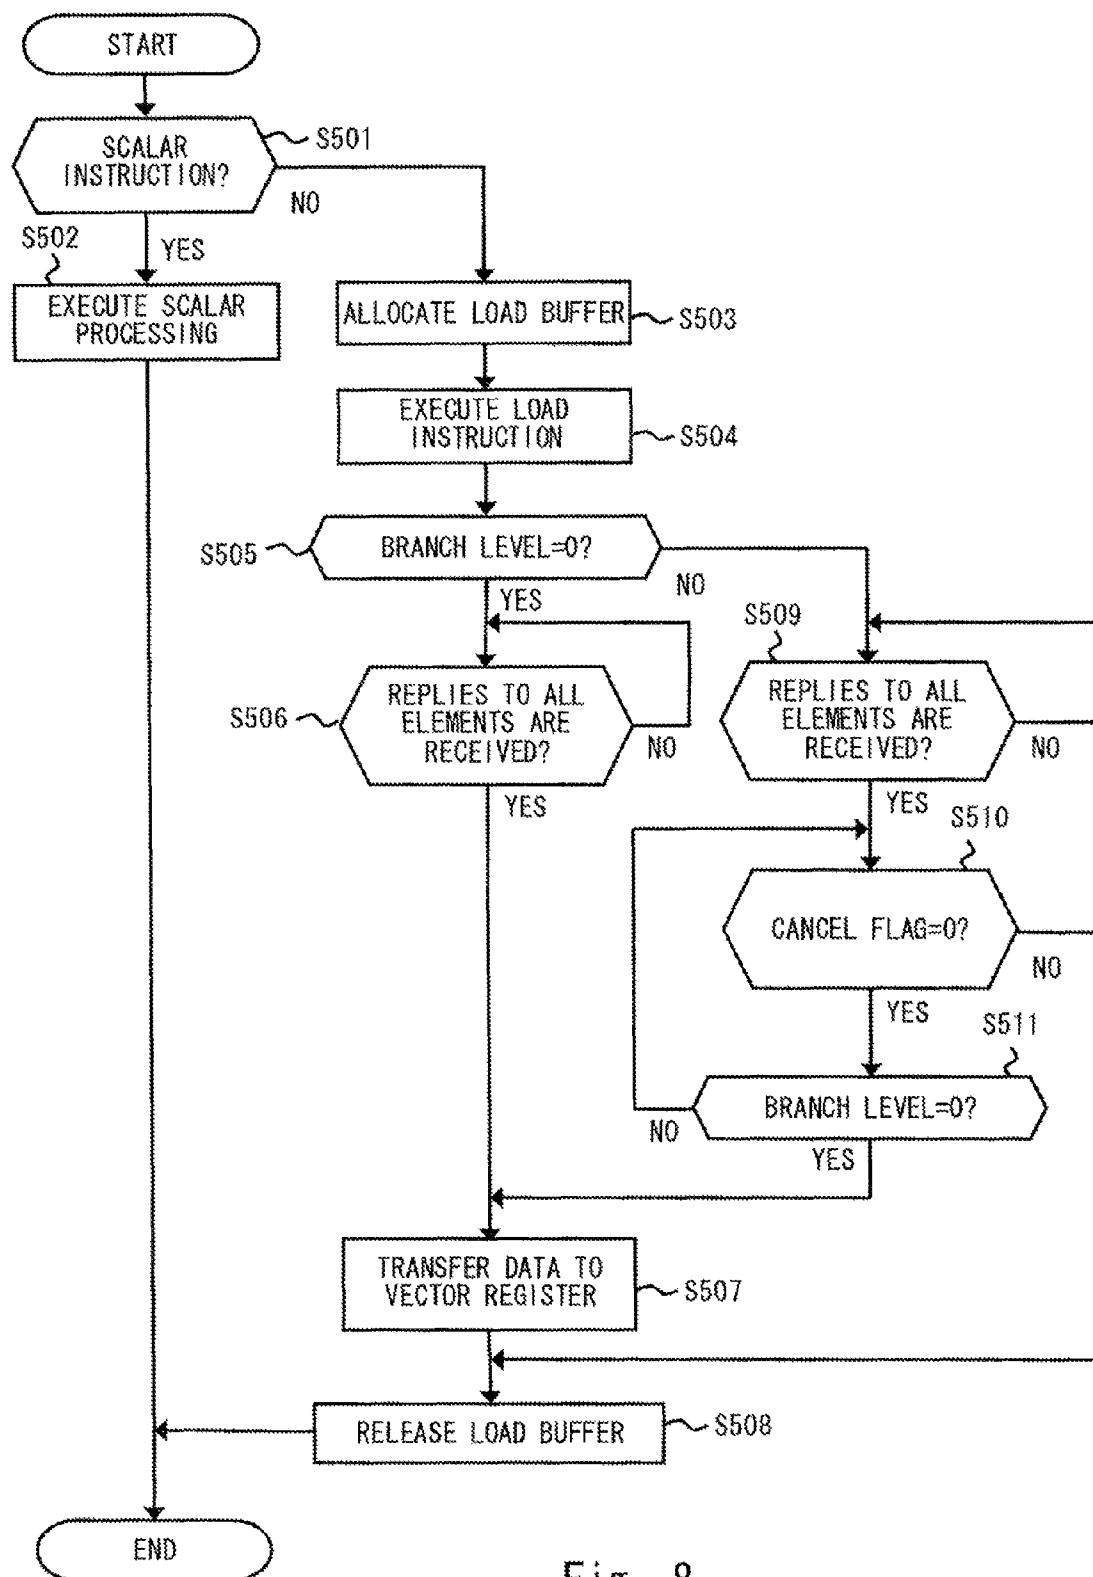 START
SCALAR
INSTRUCTION?
S501
NO
S502
YES
EXECUTE SCALAR
PROCESSING
ALLOCATE LOAD BUFFER
S503
EXECUTE LOAD
INSTRUCTION
S504
S505
BRANCH LEVEL=0?
NO
YES
S509
S506
REPLIES TO ALL
ELEMENTS ARE
RECEIVED?
NO
YES
REPLIES TO ALL
ELEMENTS ARE
RECEIVED?
NO
YES
S510
CANCEL FLAG=0?
NO
YES
S511
BRANCH LEVEL=0?
NO
YES
TRANSFER DATA TO
VECTOR REGISTER
S507
RELEASE LOAD BUFFER
S508
END
Fig. 8